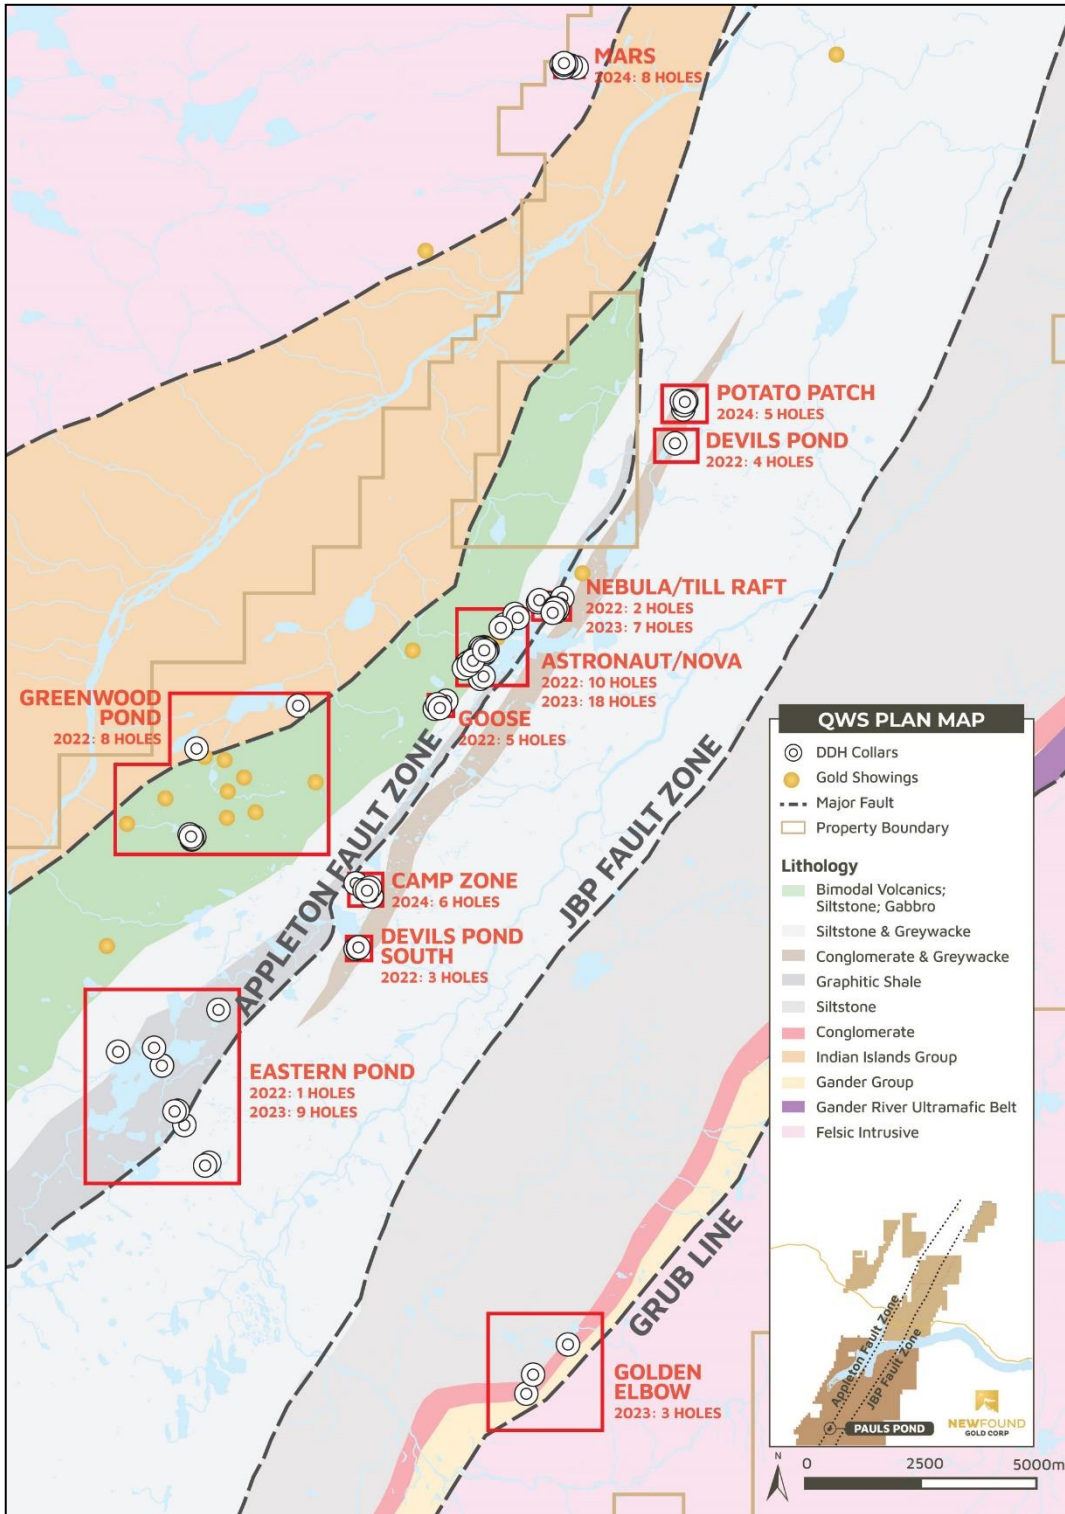 MARS
2024: 8 HOLES
POTATO PATCH
2024: 5 HOLES
DEVILS POND
2022: 4 HOLES
NEBULA/TILL RAFT
2022: 2 HOLES
2023: 7 HOLES
ASTRONAUT/NOVA
2022: 10 HOLES
2023: 18 HOLES
GREENWOOD
POND
2022: 8 HOLES
GOOSE
2022: 5 HOLES
APPLETON FAULT ZONE
JBP FAULT ZONE
CAMP ZONE
2024: 6 HOLES
DEVILS POND
SOUTH
2022: 3 HOLES
EASTERN POND
2022: 1 HOLES
2023: 9 HOLES
GRUB LINE
GOLDEN
ELBOW
2023: 3 HOLES
QWS PLAN MAP
DDH Collars
Gold Showings
Major Fault
Property Boundary
Lithology
Bimodal Volcanics;
Siltstone; Gabbro
Siltstone & Greywacke
Conglomerate & Greywacke
Graphitic Shale
Siltstone
Conglomerate
Indian Islands Group
Gander Group
Gander River Ultramafic Belt
Felsic Intrusive
Appleton Fault Zone
JBP Fault Zone
PAULS POND
NEWFOUND
GOLD CORP
N
0 2500 5000m